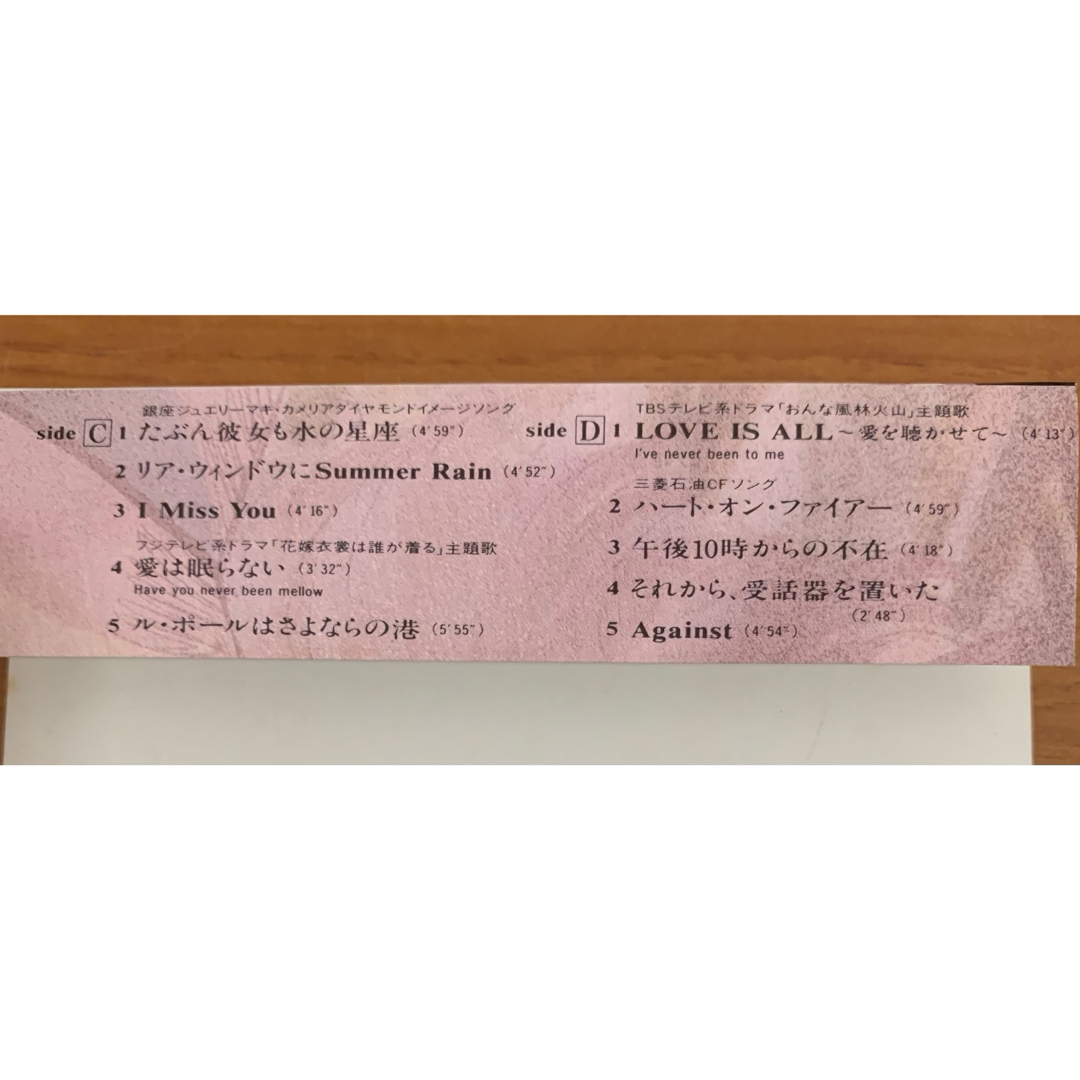 銀座ジュエリーマキ・カメリアダイヤモンドイメージソング
side C 1 たぶん彼女も水の星座 (4′59″)
2 リア・ウィンドウにSummer Rain (4′52″)
3 I Miss You (4′16″)
フジテレビ系ドラマ「花嫁衣裳は誰が着る」主題歌
4 愛は眠らない (3′32″)
Have you never been mellow
5 ル・ポールはさよならの港 (5′55″)
TBSテレビ系ドラマ「おんな風林火山」主題歌
side D 1 LOVE IS ALL～愛を聴かせて～ (4′13″)
I've never been to me
三菱石油CFソング
2 ハート・オン・ファイアー (4′59″)
3 午後10時からの不在 (4′18″)
4 それから、受話器を置いた
(2′48″)
5 Against (4′54″)